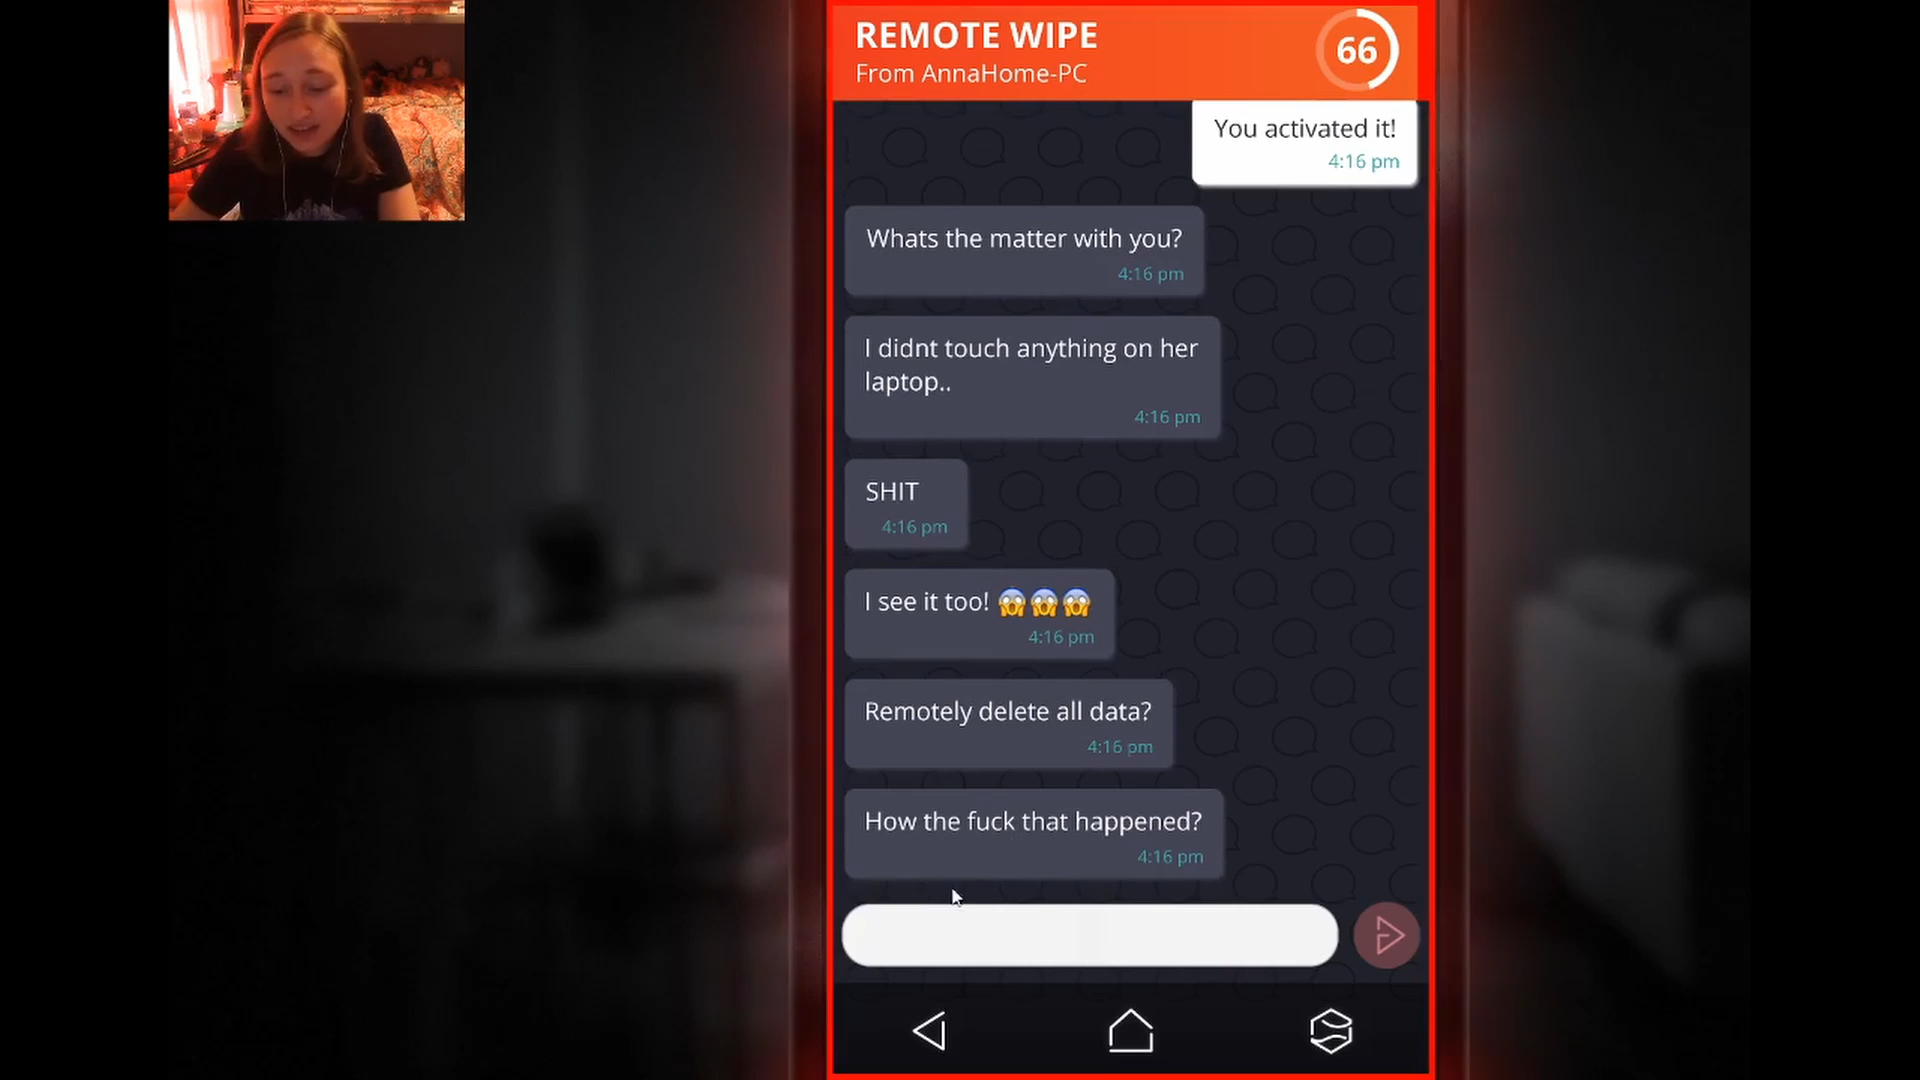 REMOTE WIPE
From AnnaHome-PC
66
You activated it!
4:16 pm
Whats the matter with you?
4:16 pm
I didnt touch anything on her
laptop..
4:16 pm
SHIT
4:16 pm
I see it too! 😱😱😱
4:16 pm
Remotely delete all data?
4:16 pm
How the fuck that happened?
4:16 pm